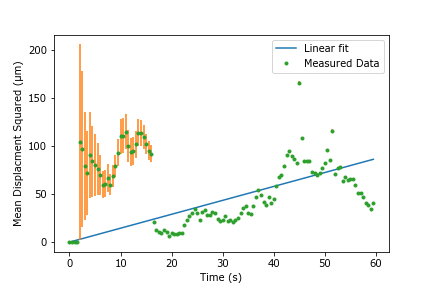 Linear fit
Measured Data
Mean Displacment Squared (μm)
200
150
100
50
0
0 10 20 30 40 50 60
Time (s)